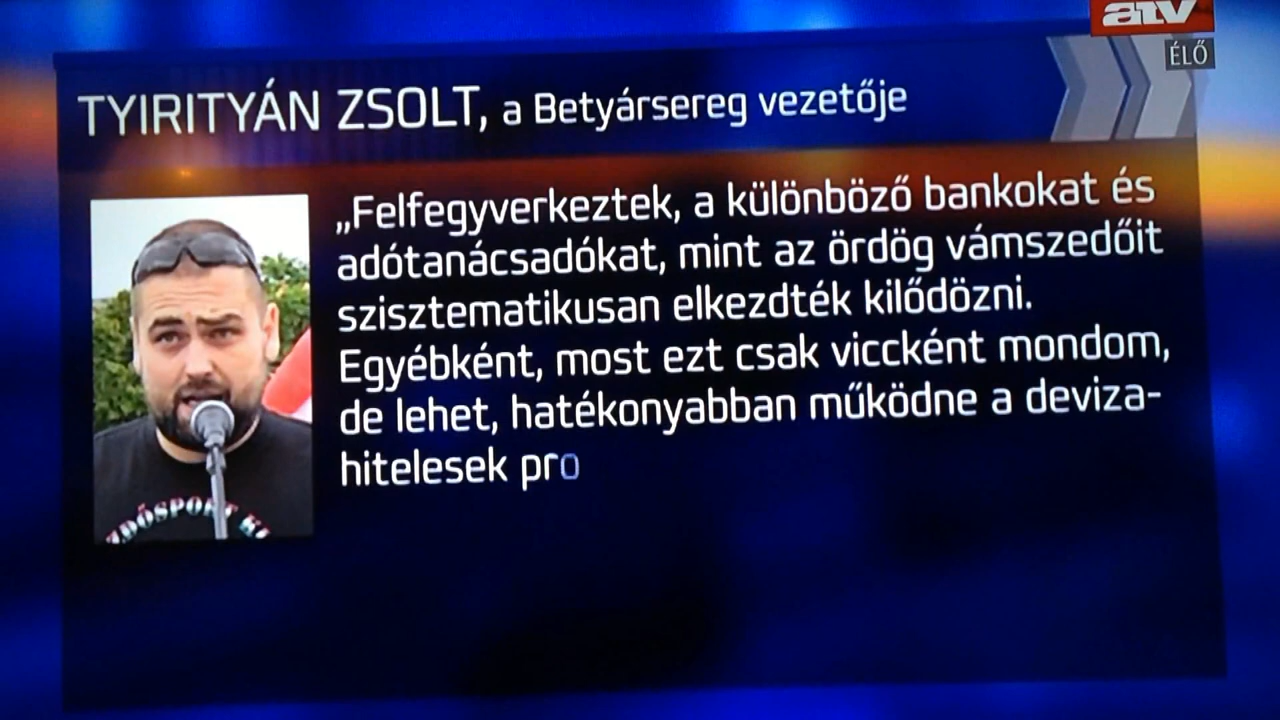 atv
ÉLŐ
TYIRITYÁN ZSOLT, a Betyársereg vezetője
„Felfegyverkeztek, a különböző bankokat és
adótanácsadókat, mint az ördög vámszedőit
szisztematikusan elkezdték kilődözni.
Egyébként, most ezt csak viccként mondom,
de lehet, hatékonyabban működne a deviza-
hitelesek pro